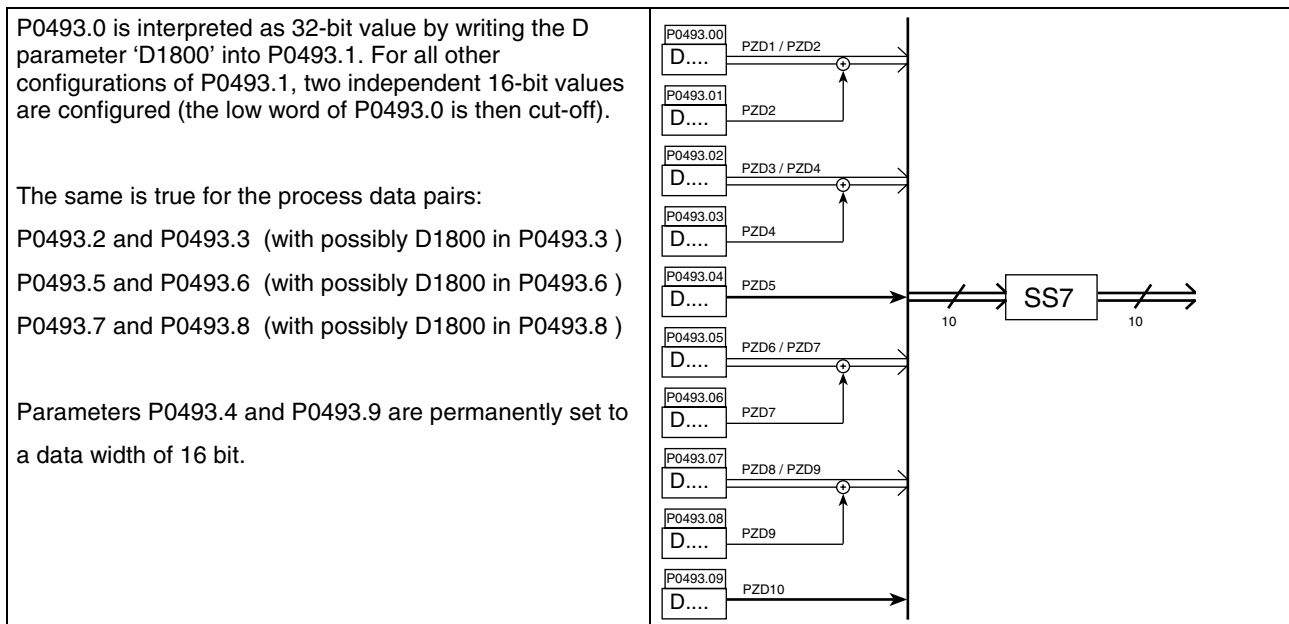 P0493.0 is interpreted as 32-bit value by writing the D
parameter ‘D1800’ into P0493.1. For all other
configurations of P0493.1, two independent 16-bit values
are configured (the low word of P0493.0 is then cut-off).
The same is true for the process data pairs:
P0493.2 and P0493.3 (with possibly D1800 in P0493.3 )
P0493.5 and P0493.6 (with possibly D1800 in P0493.6 )
P0493.7 and P0493.8 (with possibly D1800 in P0493.8 )
Parameters P0493.4 and P0493.9 are permanently set to
a data width of 16 bit.
P0493.00
D....
PZD1 / PZD2
P0493.01
D....
PZD2
P0493.02
D....
PZD3 / PZD4
P0493.03
D....
PZD4
P0493.04
D....
PZD5
P0493.05
D....
PZD6 / PZD7
P0493.06
D....
PZD7
P0493.07
D....
PZD8 / PZD9
P0493.08
D....
PZD9
P0493.09
D....
PZD10
10
SS7
10